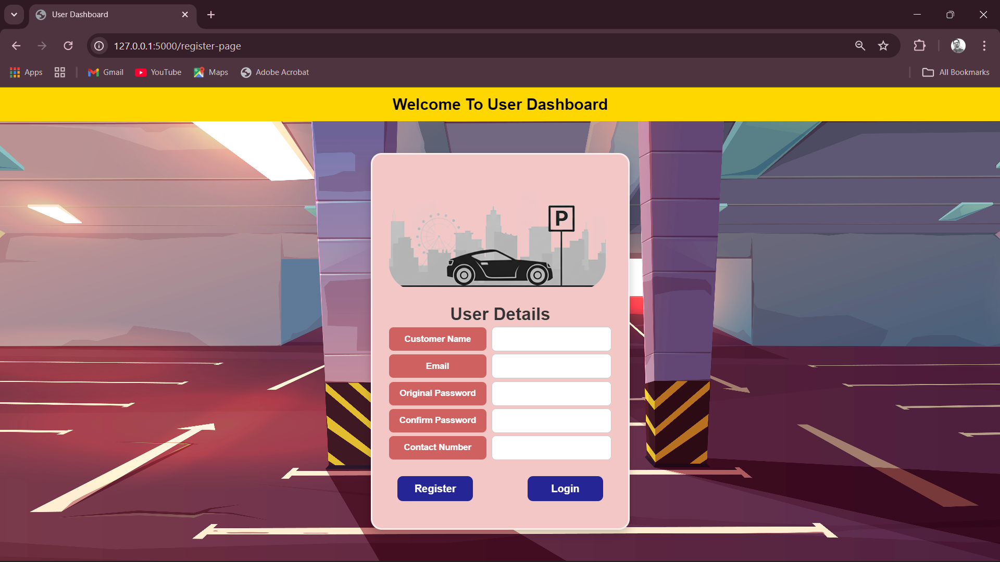 User Dashboard
127.0.0.1:5000/register-page
Apps
Gmail
YouTube
Maps
Adobe Acrobat
All Bookmarks
Welcome To User Dashboard
P
User Details
Customer Name
Email
Original Password
Confirm Password
Contact Number
Register
Login